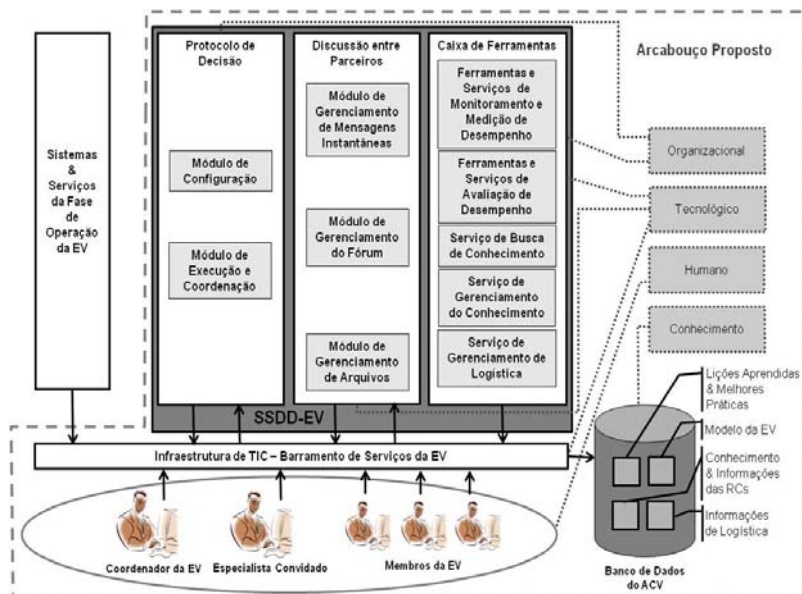 Arcabouço Proposto
Sistemas
&
Serviços
da Fase
de
Operação
da EV
Protocolo de
Decisão
Módulo de
Configuração
Módulo de
Execução e
Coordenação
Discussão entre
Parceiros
Módulo de
Gerenciamento
de Mensagens
Instantâneas
Módulo de
Gerenciamento
do Fórum
Módulo de
Gerenciamento
de Arquivos
Caixa de Ferramentas
Ferramentas e
Serviços de
Monitoramento e
Medição de
Desempenho
Ferramentas e
Serviços de
Avaliação de
Desempenho
Serviço de Busca
de Conhecimento
Serviço de
Gerenciamento
do Conhecimento
Serviço de
Gerenciamento de
Logística
SSDD-EV
Organizacional
Tecnológico
Humano
Conhecimento
Infraestrutura de TIC – Barramento de Serviços da EV
Coordenador da EV
Especialista Convidado
Membros da EV
Lições Aprendidas
& Melhores
Práticas
Modelo da EV
Conhecimento
& Informações
das RCs
Informações
de Logística
Banco de Dados
do ACV